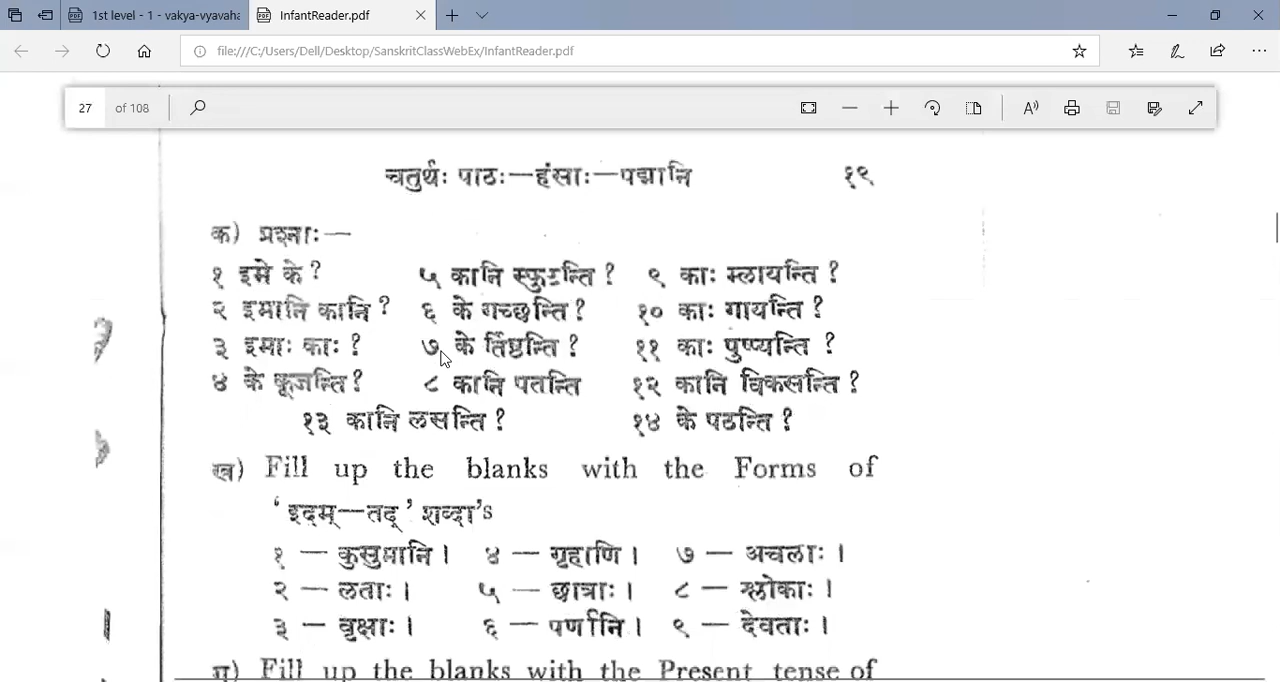 1st level - 1 - vakya-vyavaha
InfantReader.pdf
file:///C:/Users/Dell/Desktop/SanskritClassWebEx/InfantReader.pdf
27 of 108
चतुर्थः पाठः—हंसाः—पद्मानि १९
क) प्रश्नाः—
१ इमे के ? ५ कानि स्फुटन्ति ? ९ काः म्लायन्ति ?
२ इमानि कानि ? ६ के गच्छन्ति ? १० काः गायन्ति ?
३ इमाः काः ? ७ के तिष्ठन्ति ? ११ काः पुष्प्यन्ति ?
४ के कूजन्ति ? ८ कानि पतन्ति १२ कानि विकसन्ति ?
१३ कानि लसन्ति ? १४ के पठन्ति ?
ख) Fill up the blanks with the Forms of
'इदम्—तद्' शब्दा's
१ — कुसुमानि । ४ — गृहाणि । ७ — अचलाः ।
२ — लताः । ५ — छात्राः । ८ — श्लोकाः ।
३ — वृक्षाः । ६ — पर्णानि । ९ — देवताः ।
ग) Fill up the blanks with the Present tense of